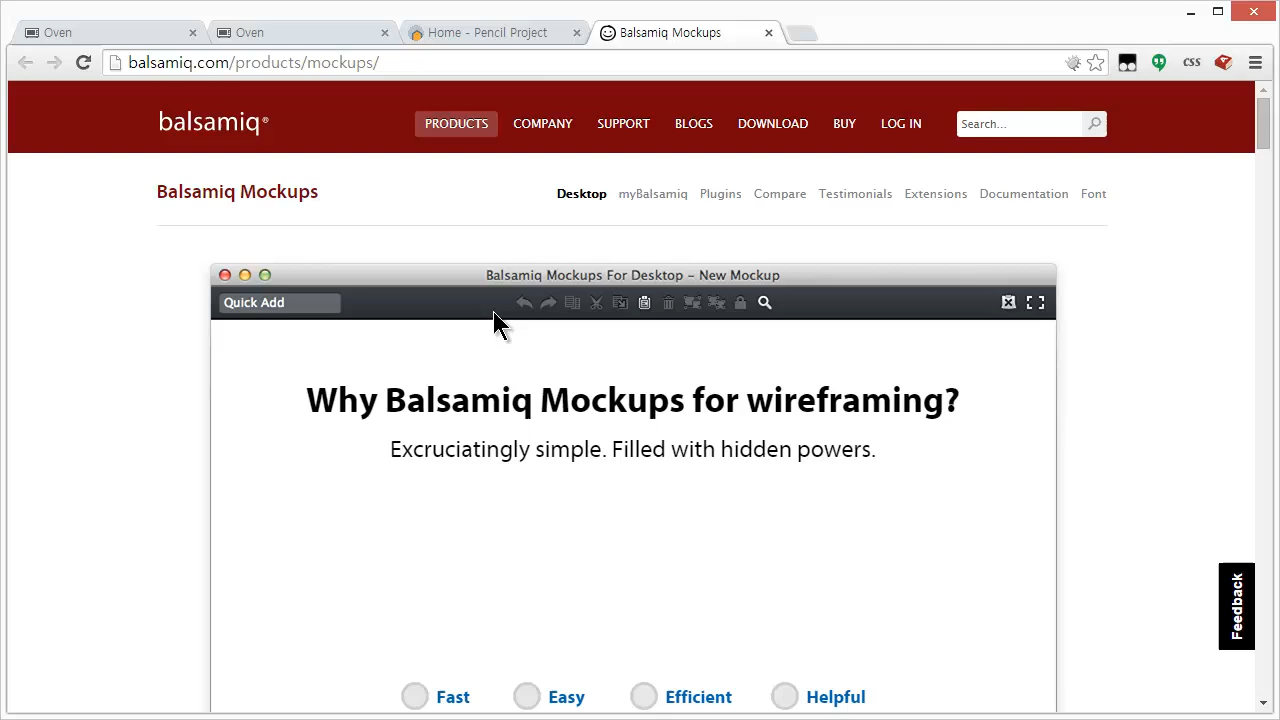 Oven
Oven
Home - Pencil Project
Balsamiq Mockups
balsamiq.com/products/mockups/
CSS
balsamiq®
PRODUCTS
COMPANY
SUPPORT
BLOGS
DOWNLOAD
BUY
LOG IN
Search...
Balsamiq Mockups
Desktop
myBalsamiq
Plugins
Compare
Testimonials
Extensions
Documentation
Font
Balsamiq Mockups For Desktop - New Mockup
Quick Add
Why Balsamiq Mockups for wireframing?
Excruciatingly simple. Filled with hidden powers.
Feedback
Fast
Easy
Efficient
Helpful